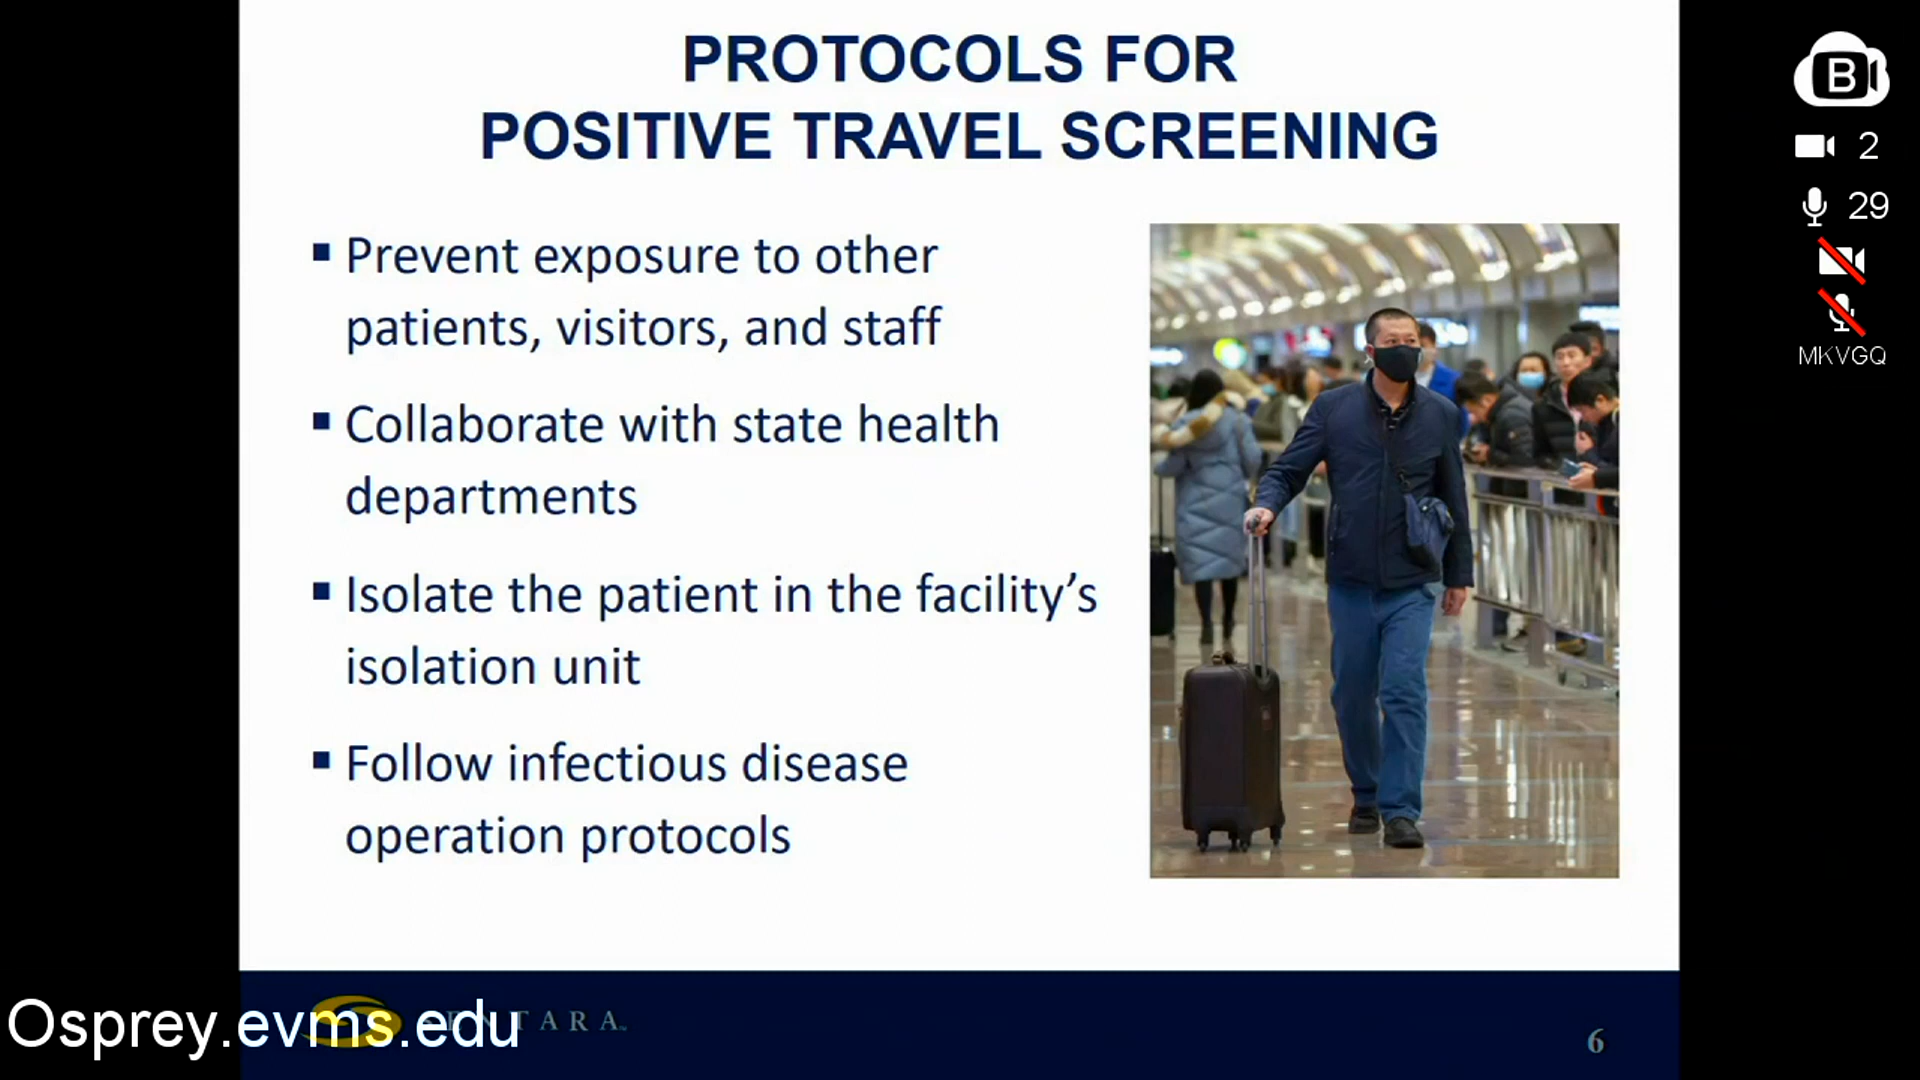 PROTOCOLS FOR
POSITIVE TRAVEL SCREENING
▪ Prevent exposure to other
patients, visitors, and staff
▪ Collaborate with state health
departments
▪ Isolate the patient in the facility’s
isolation unit
▪ Follow infectious disease
operation protocols
B
2
29
MKVGQ
Osprey.evms.edu
SENTARA
6